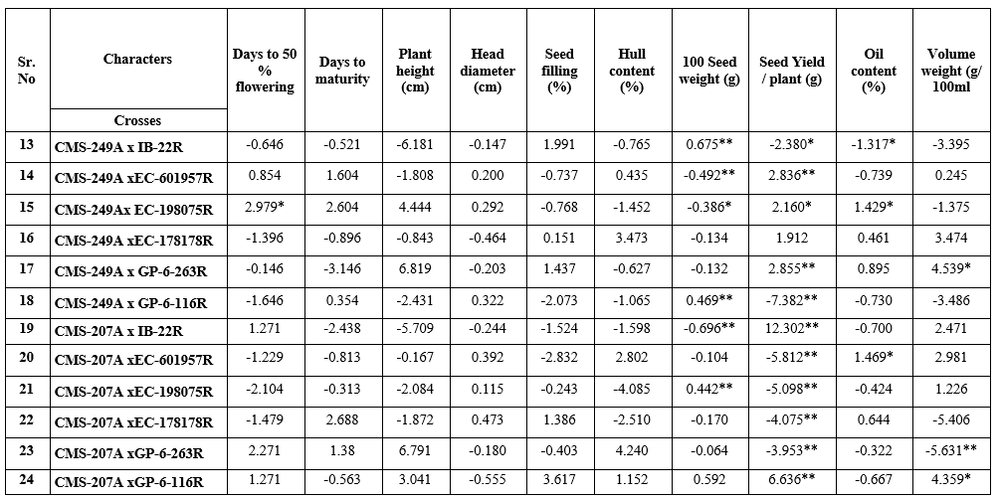 Sr. No | Characters | Days to 50 % flowering | Days to maturity | Plant height (cm) | Head diameter (cm) | Seed filling (%) | Hull content (%) | 100 Seed weight (g) | Seed Yield / plant (g) | Oil content (%) | Volume weight (g/ 100ml
Crosses
13 | CMS-249A x IB-22R | -0.646 | -0.521 | -6.181 | -0.147 | 1.991 | -0.765 | 0.675** | -2.380* | -1.317* | -3.395
14 | CMS-249A xEC-601957R | 0.854 | 1.604 | -1.808 | 0.200 | -0.737 | 0.435 | -0.492** | 2.836** | -0.739 | 0.245
15 | CMS-249Ax EC-198075R | 2.979* | 2.604 | 4.444 | 0.292 | -0.768 | -1.452 | -0.386* | 2.160* | 1.429* | -1.375
16 | CMS-249A xEC-178178R | -1.396 | -0.896 | -0.843 | -0.464 | 0.151 | 3.473 | -0.134 | 1.912 | 0.461 | 3.474
17 | CMS-249A x GP-6-263R | -0.146 | -3.146 | 6.819 | -0.203 | 1.437 | -0.627 | -0.132 | 2.855** | 0.895 | 4.539*
18 | CMS-249A x GP-6-116R | -1.646 | 0.354 | -2.431 | 0.322 | -2.073 | -1.065 | 0.469** | -7.382** | -0.730 | -3.486
19 | CMS-207A x IB-22R | 1.271 | -2.438 | -5.709 | -0.244 | -1.524 | -1.598 | -0.696** | 12.302** | -0.700 | 2.471
20 | CMS-207A xEC-601957R | -1.229 | -0.813 | -0.167 | 0.392 | -2.832 | 2.802 | -0.104 | -5.812** | 1.469* | 2.981
21 | CMS-207A xEC-198075R | -2.104 | -0.313 | -2.084 | 0.115 | -0.243 | -4.085 | 0.442** | -5.098** | -0.424 | 1.226
22 | CMS-207A xEC-178178R | -1.479 | 2.688 | -1.872 | 0.473 | 1.386 | -2.510 | -0.170 | -4.075** | 0.644 | -5.406
23 | CMS-207A xGP-6-263R | 2.271 | 1.38 | 6.791 | -0.180 | -0.403 | 4.240 | -0.064 | -3.953** | -0.322 | -5.631**
24 | CMS-207A xGP-6-116R | 1.271 | -0.563 | 3.041 | -0.555 | 3.617 | 1.152 | 0.592 | 6.636** | -0.667 | 4.359*